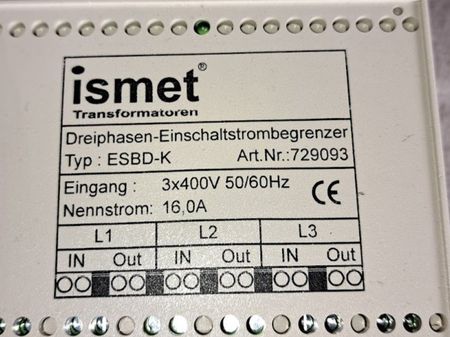 ismet®
Transformatoren
Dreiphasen-Einschaltstrombegrenzer
Typ : ESBD-K Art.Nr.:729093
Eingang : 3x400V 50/60Hz
Nennstrom: 16,0A
CE
L1 L2 L3
IN Out IN Out IN Out